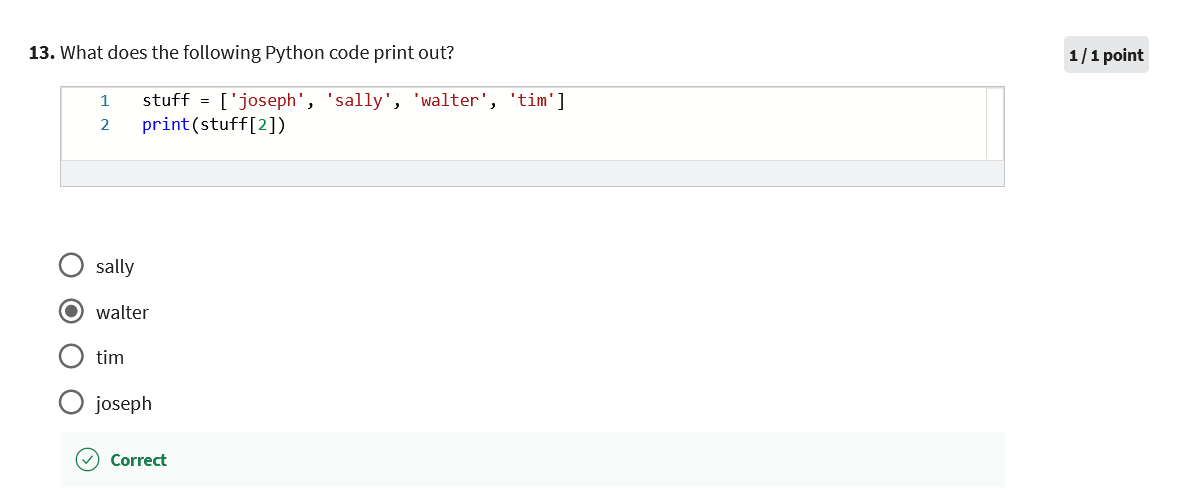 13. What does the following Python code print out?
1 / 1 point
1 stuff = ['joseph', 'sally', 'walter', 'tim']
2 print(stuff[2])
sally
walter
tim
joseph
Correct